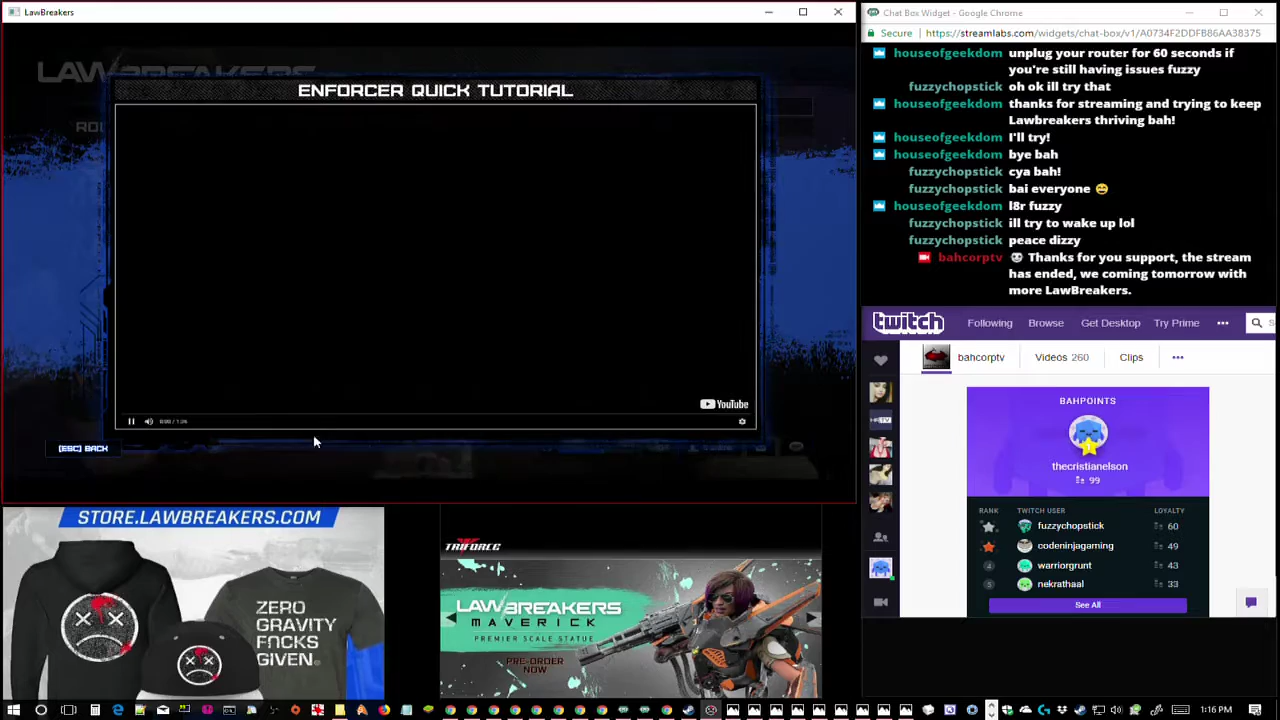 LawBreakers
LAWBREAKERS
ENFORCER QUICK TUTORIAL
YouTube
[ESC] BACK
Chat Box Widget - Google Chrome
Secure | https://streamlabs.com/widgets/chat-box/v1/A0734F2DDFB86AA38375
houseofgeekdom unplug your router for 60 seconds if
you're still having issues fuzzy
fuzzychopstick oh ok ill try that
houseofgeekdom thanks for streaming and trying to keep
Lawbreakers thriving bah!
houseofgeekdom I'll try!
houseofgeekdom bye bah
fuzzychopstick cya bah!
fuzzychopstick bai everyone 😄
houseofgeekdom l8r fuzzy
fuzzychopstick ill try to wake up lol
fuzzychopstick peace dizzy
bahcorptv Thanks for you support, the stream
has ended, we coming tomorrow with
more LawBreakers.
twitch Following Browse Get Desktop Try Prime ••• S
bahcorptv Videos 260 Clips •••
BAHPOINTS
1
thecristianelson
99
RANK TWITCH USER LOYALTY
fuzzychopstick 60
codeninjagaming 49
4 warriorgrunt 43
5 nekrathaal 33
See All
STORE.LAWBREAKERS.COM
ZERO
GRAVITY
F✗CKS
GIVEN
TRIFORCE
LAWBREAKERS
MAVERICK
PREMIER SCALE STATUE
PRE-ORDER
NOW
1:16 PM